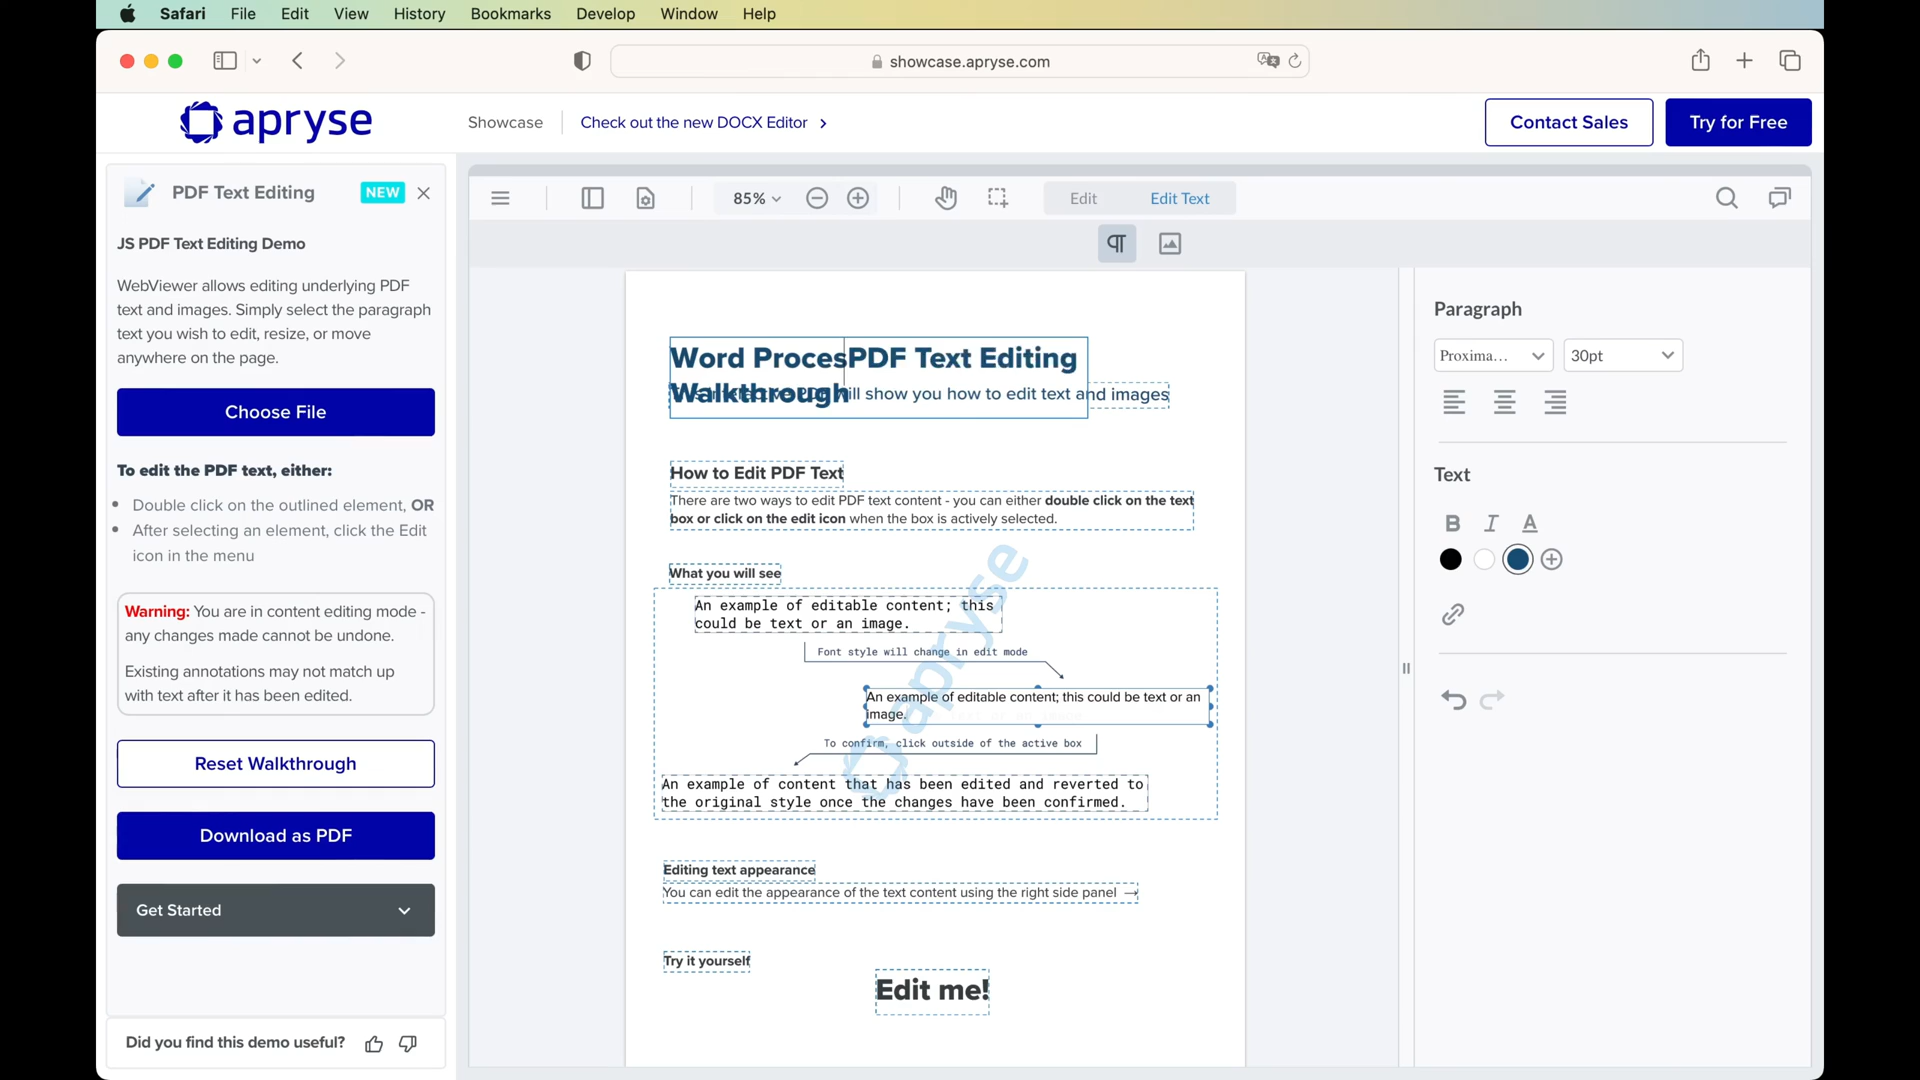 Safari File Edit View History Bookmarks Develop Window Help
showcase.apryse.com
apryse
Showcase
Check out the new DOCX Editor
Contact Sales
Try for Free
PDF Text Editing
NEW
JS PDF Text Editing Demo
WebViewer allows editing underlying PDF
text and images. Simply select the paragraph
text you wish to edit, resize, or move
anywhere on the page.
Choose File
To edit the PDF text, either:
Double click on the outlined element, OR
After selecting an element, click the Edit
icon in the menu
Warning: You are in content editing mode -
any changes made cannot be undone.
Existing annotations may not match up
with text after it has been edited.
Reset Walkthrough
Download as PDF
Get Started
Did you find this demo useful?
85%
Edit
Edit Text
Word ProcesPDF Text Editing
Walkthrough
will show you how to edit text and images
How to Edit PDF Text
There are two ways to edit PDF text content - you can either double click on the text
box or click on the edit icon when the box is actively selected.
What you will see
An example of editable content; this
could be text or an image.
Font style will change in edit mode
An example of editable content; this could be text or an
image.
To confirm, click outside of the active box
An example of content that has been edited and reverted to
the original style once the changes have been confirmed.
apryse
Editing text appearance
You can edit the appearance of the text content using the right side panel →
Try it yourself
Edit me!
Paragraph
Proxima...
30pt
Text
B I A